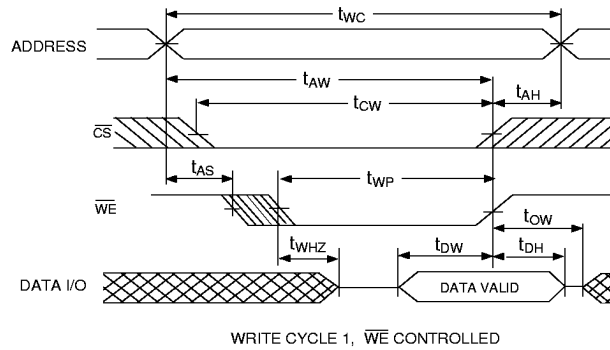 tWC
ADDRESS
tAW
tCW
tAH
CS
tAS
tWP
WE
tOW
tWHZ
tDW
tDH
DATA I/O
DATA VALID
WRITE CYCLE 1, WE CONTROLLED